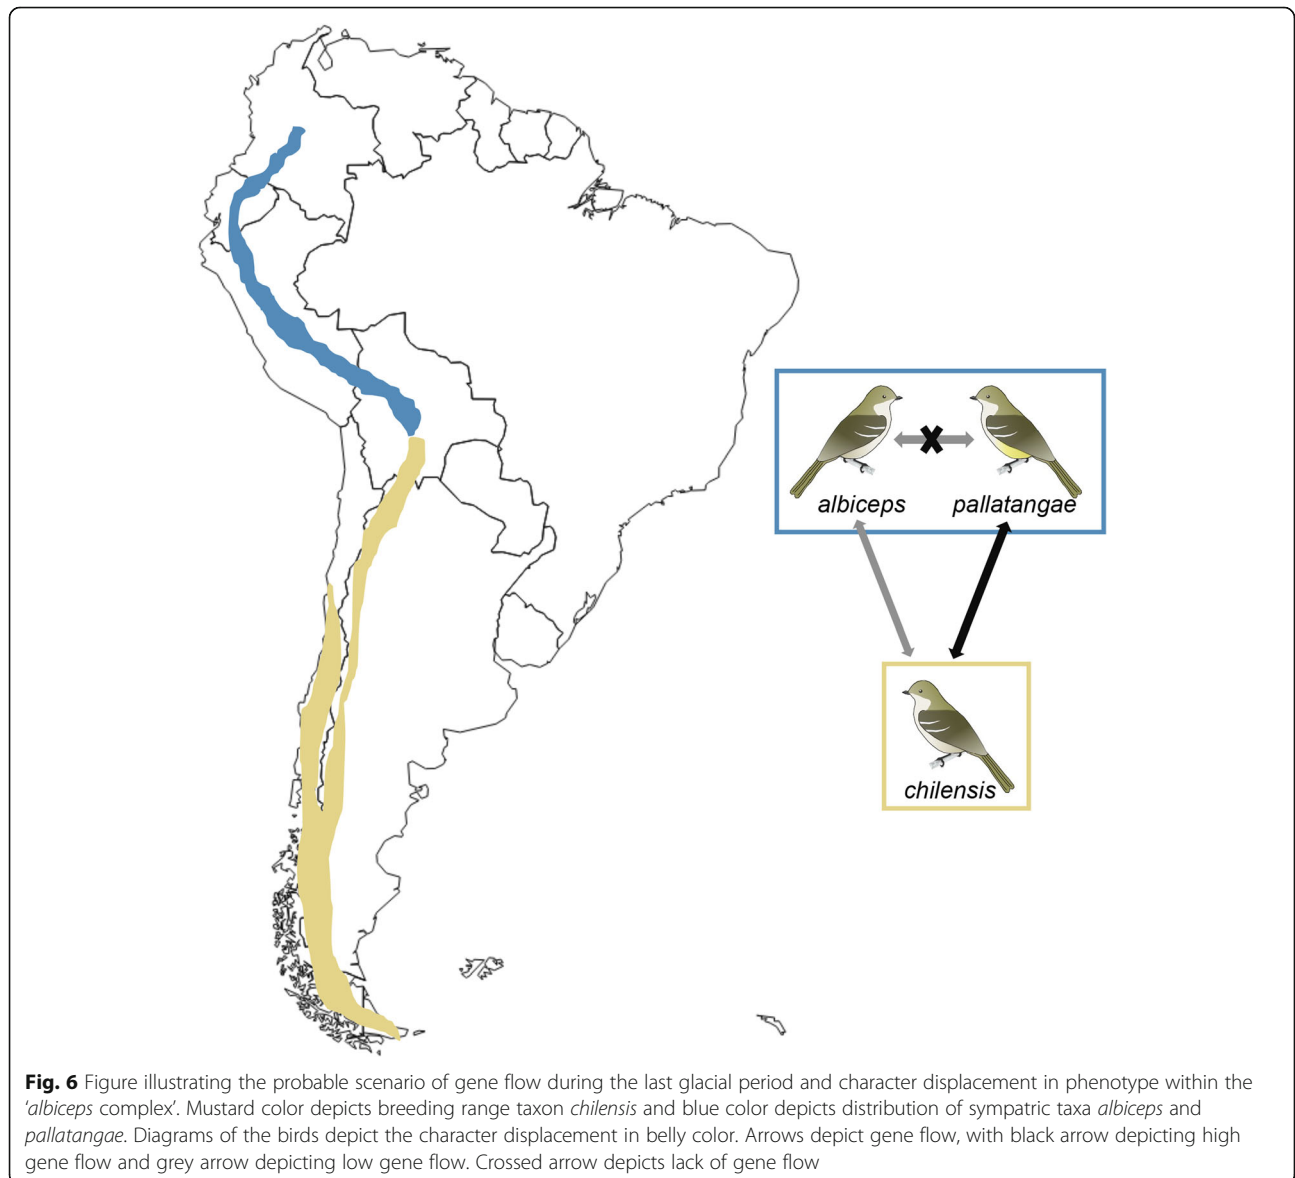 albiceps
pallatangae
chilensis
Fig. 6 Figure illustrating the probable scenario of gene flow during the last glacial period and character displacement in phenotype within the
'albiceps complex'. Mustard color depicts breeding range taxon chilensis and blue color depicts distribution of sympatric taxa albiceps and
pallatangae. Diagrams of the birds depict the character displacement in belly color. Arrows depict gene flow, with black arrow depicting high
gene flow and grey arrow depicting low gene flow. Crossed arrow depicts lack of gene flow